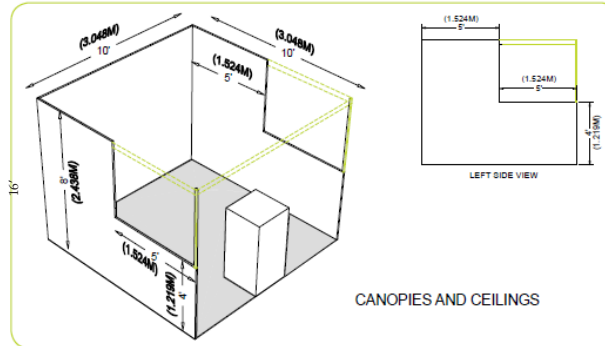 (3.048M)
10'
(3.048M)
10'
(1.524M)
5'
(1.524M)
5'
(1.524M)
5'
4'
(1.219M)
LEFT SIDE VIEW
16'
8'
(2.438M)
5'
(1.524M)
4'
(1.219M)
CANOPIES AND CEILINGS